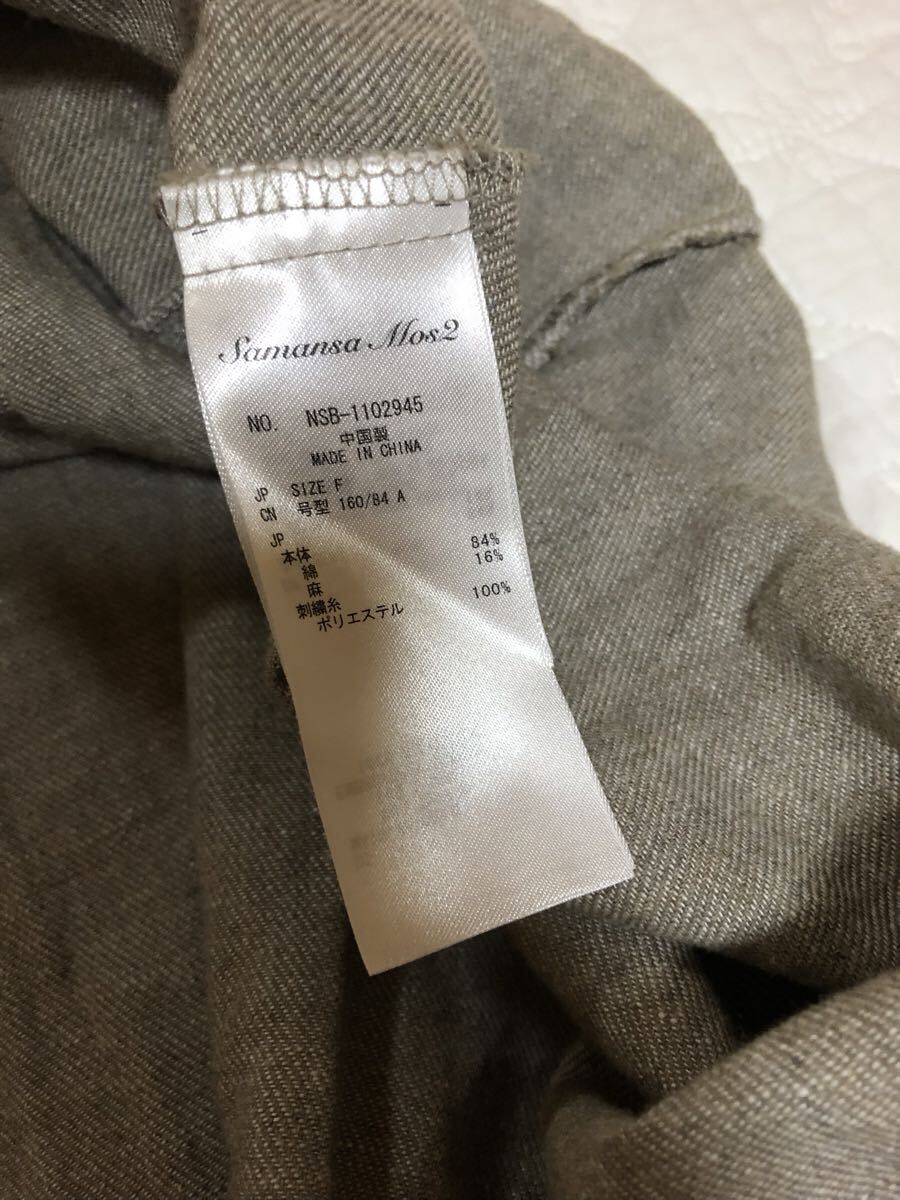 Samansa Mos2
NO. NSB-1102945
中国製
MADE IN CHINA
JP SIZE F
CN 号型 160/84 A
JP
本体
綿 84%
麻 16%
刺繍糸
ポリエステル 100%